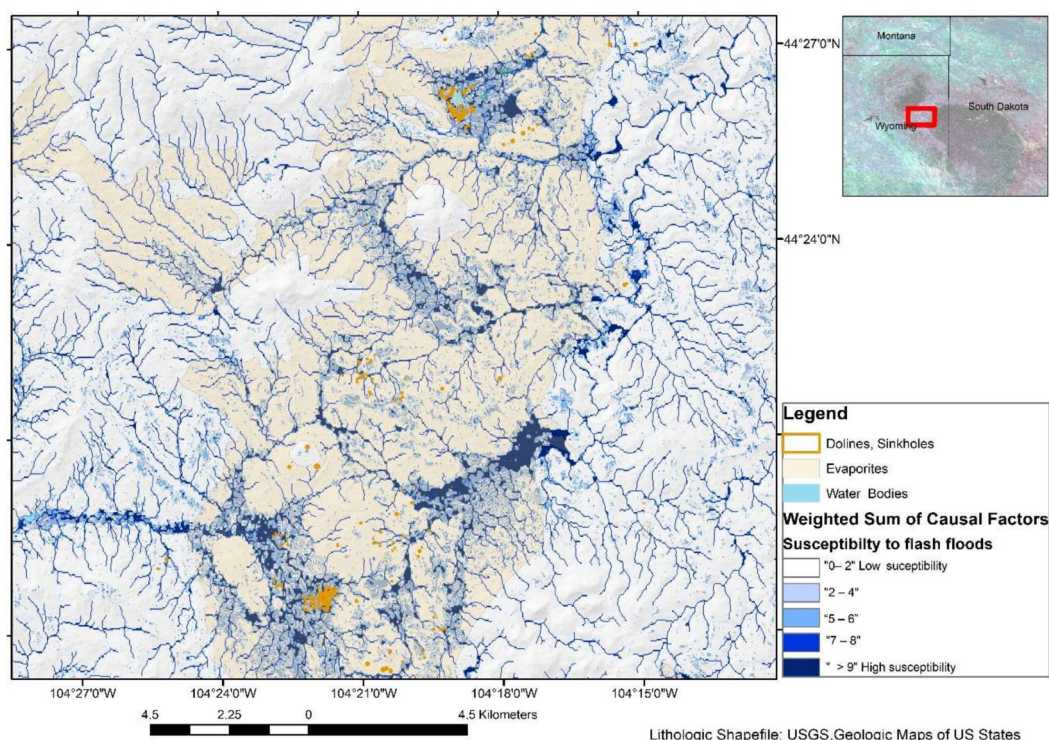 Montana
South Dakota
Wyoming
44°27'0"N
44°24'0"N
Legend
Dolines, Sinkholes
Evaporites
Water Bodies
Weighted Sum of Causal Factors
Susceptibilty to flash floods
"0– 2" Low suceptibility
"2 – 4"
"5 – 6"
"7 – 8"
" > 9" High susceptibility
104°27'0"W 104°24'0"W 104°21'0"W 104°18'0"W 104°15'0"W
4.5 2.25 0 4.5 Kilometers
Lithologic Shapefile: USGS,Geologic Maps of US States